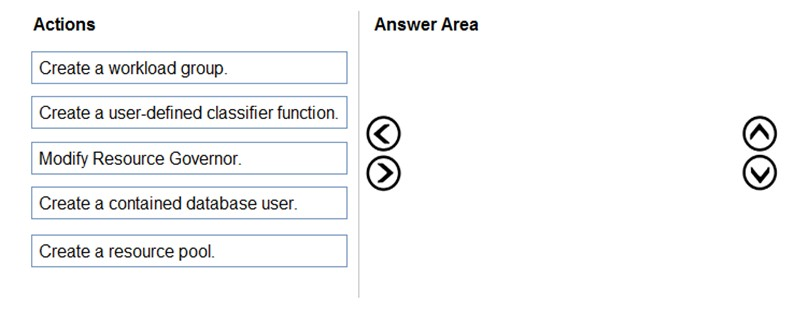 Actions
Create a workload group.
Create a user-defined classifier function.
Modify Resource Governor.
Create a contained database user.
Create a resource pool.
Answer Area